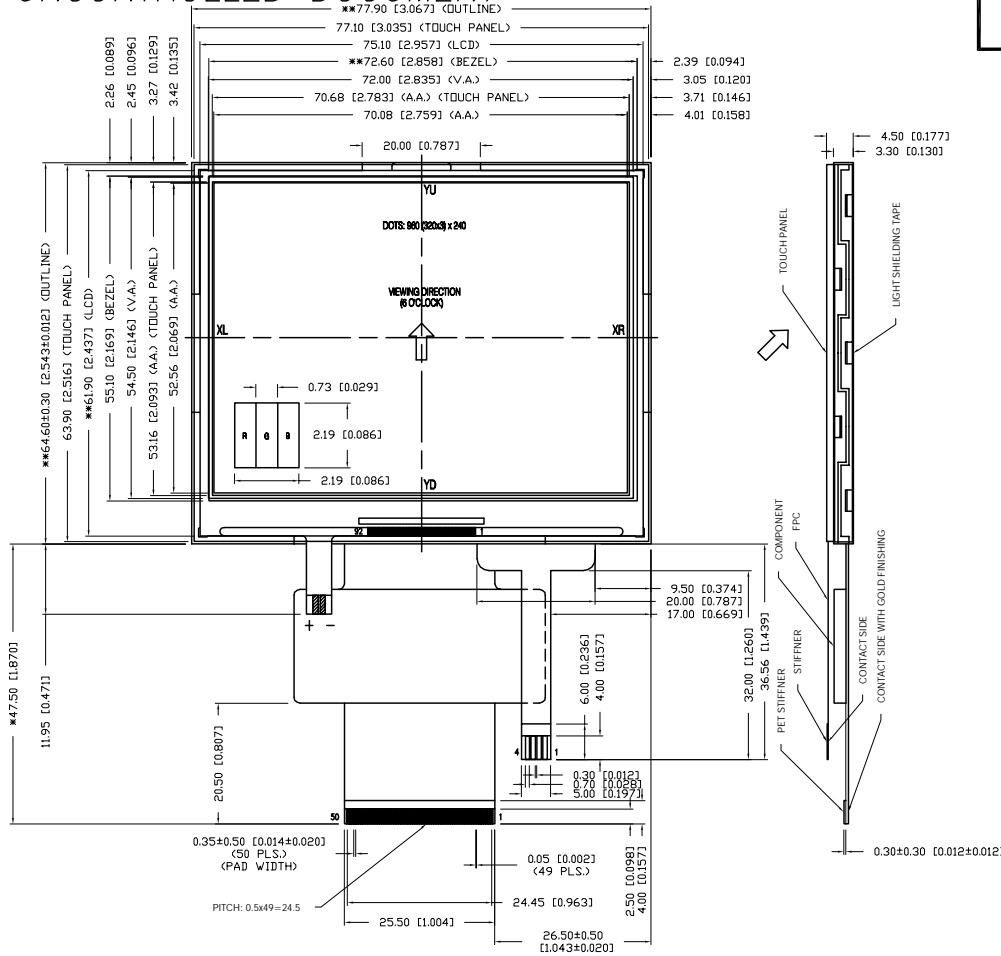 UNCONTROLLED DOCUMENT
**77.90 [3.067] (OUTLINE)
77.10 [3.035] (TOUCH PANEL)
75.10 [2.957] (LCD)
**72.60 [2.858] (BEZEL)
72.00 [2.835] (V.A.)
70.68 [2.783] (A.A.) (TOUCH PANEL)
70.08 [2.759] (A.A.)
20.00 [0.787]
2.26 [0.089]
2.45 [0.096]
3.27 [0.129]
3.42 [0.135]
2.39 [0.094]
3.05 [0.120]
3.71 [0.146]
4.01 [0.158]
4.50 [0.177]
3.30 [0.130]
YU
DOTS: 960 (320x3) x 240
VIEWING DIRECTION
(6 O'CLOCK)
XL
XR
YD
**64.60±0.30 [2.543±0.012] (OUTLINE)
63.90 [2.516] (TOUCH PANEL)
**61.90 [2.437] (LCD)
55.10 [2.169] (BEZEL)
54.50 [2.146] (V.A.)
53.16 [2.093] (A.A.) (TOUCH PANEL)
52.56 [2.069] (A.A.)
0.73 [0.029]
R G B
2.19 [0.086]
2.19 [0.086]
92
1
TOUCH PANEL
LIGHT SHIELDING TAPE
+ -
*47.50 [1.870]
11.95 [0.471]
20.50 [0.807]
9.50 [0.374]
20.00 [0.787]
17.00 [0.669]
6.00 [0.236]
4.00 [0.157]
32.00 [1.260]
36.56 [1.439]
4
1
0.30 [0.012]
0.70 [0.028]
5.00 [0.197]
COMPONENT
FPC
STIFFNER
PET STIFFNER
CONTACT SIDE
CONTACT SIDE WITH GOLD FINISHING
50
1
0.35±0.50 [0.014±0.020]
(50 PLS.)
(PAD WIDTH)
0.05 [0.002]
(49 PLS.)
2.50 [0.098]
4.00 [0.157]
0.30±0.30 [0.012±0.012]
PITCH: 0.5x49=24.5
24.45 [0.963]
25.50 [1.004]
26.50±0.50
[1.043±0.020]